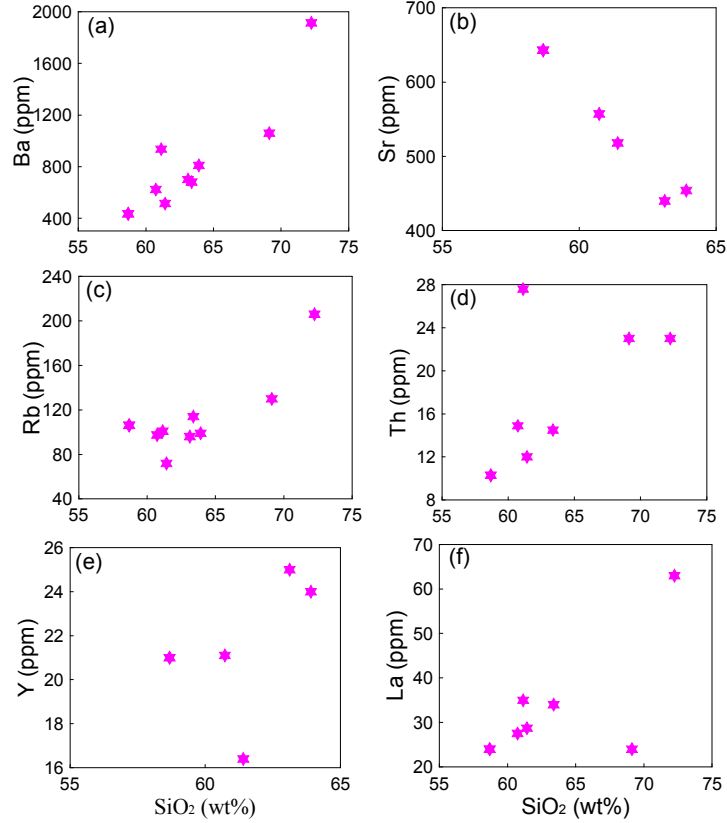 (a)
Ba (ppm)
2000
1600
1200
800
400
55 60 65 70 75
(b)
Sr (ppm)
700
600
500
400
55 60 65
(c)
Rb (ppm)
240
200
160
120
80
40
55 60 65 70 75
(d)
Th (ppm)
28
24
20
16
12
8
55 60 65 70 75
(e)
Y (ppm)
26
24
22
20
18
16
55 60 65
SiO₂ (wt%)
(f)
La (ppm)
70
60
50
40
30
20
55 60 65 70 75
SiO₂ (wt%)